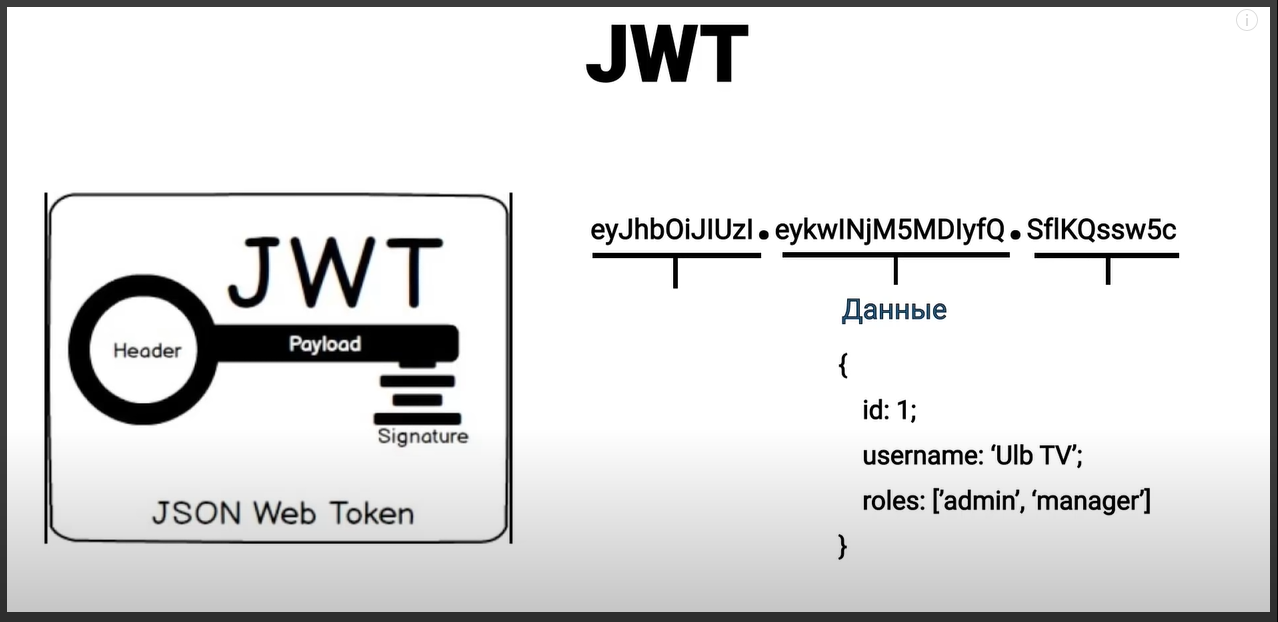 JWT
JWT
Header
Payload
Signature
JSON Web Token
eyJhbOiJIUzI.eykwINjM5MDIyfQ.SflKQssw5c
Данные
{
id: 1;
username: ‘Ulb TV’;
roles: [’admin’, ‘manager’]
}